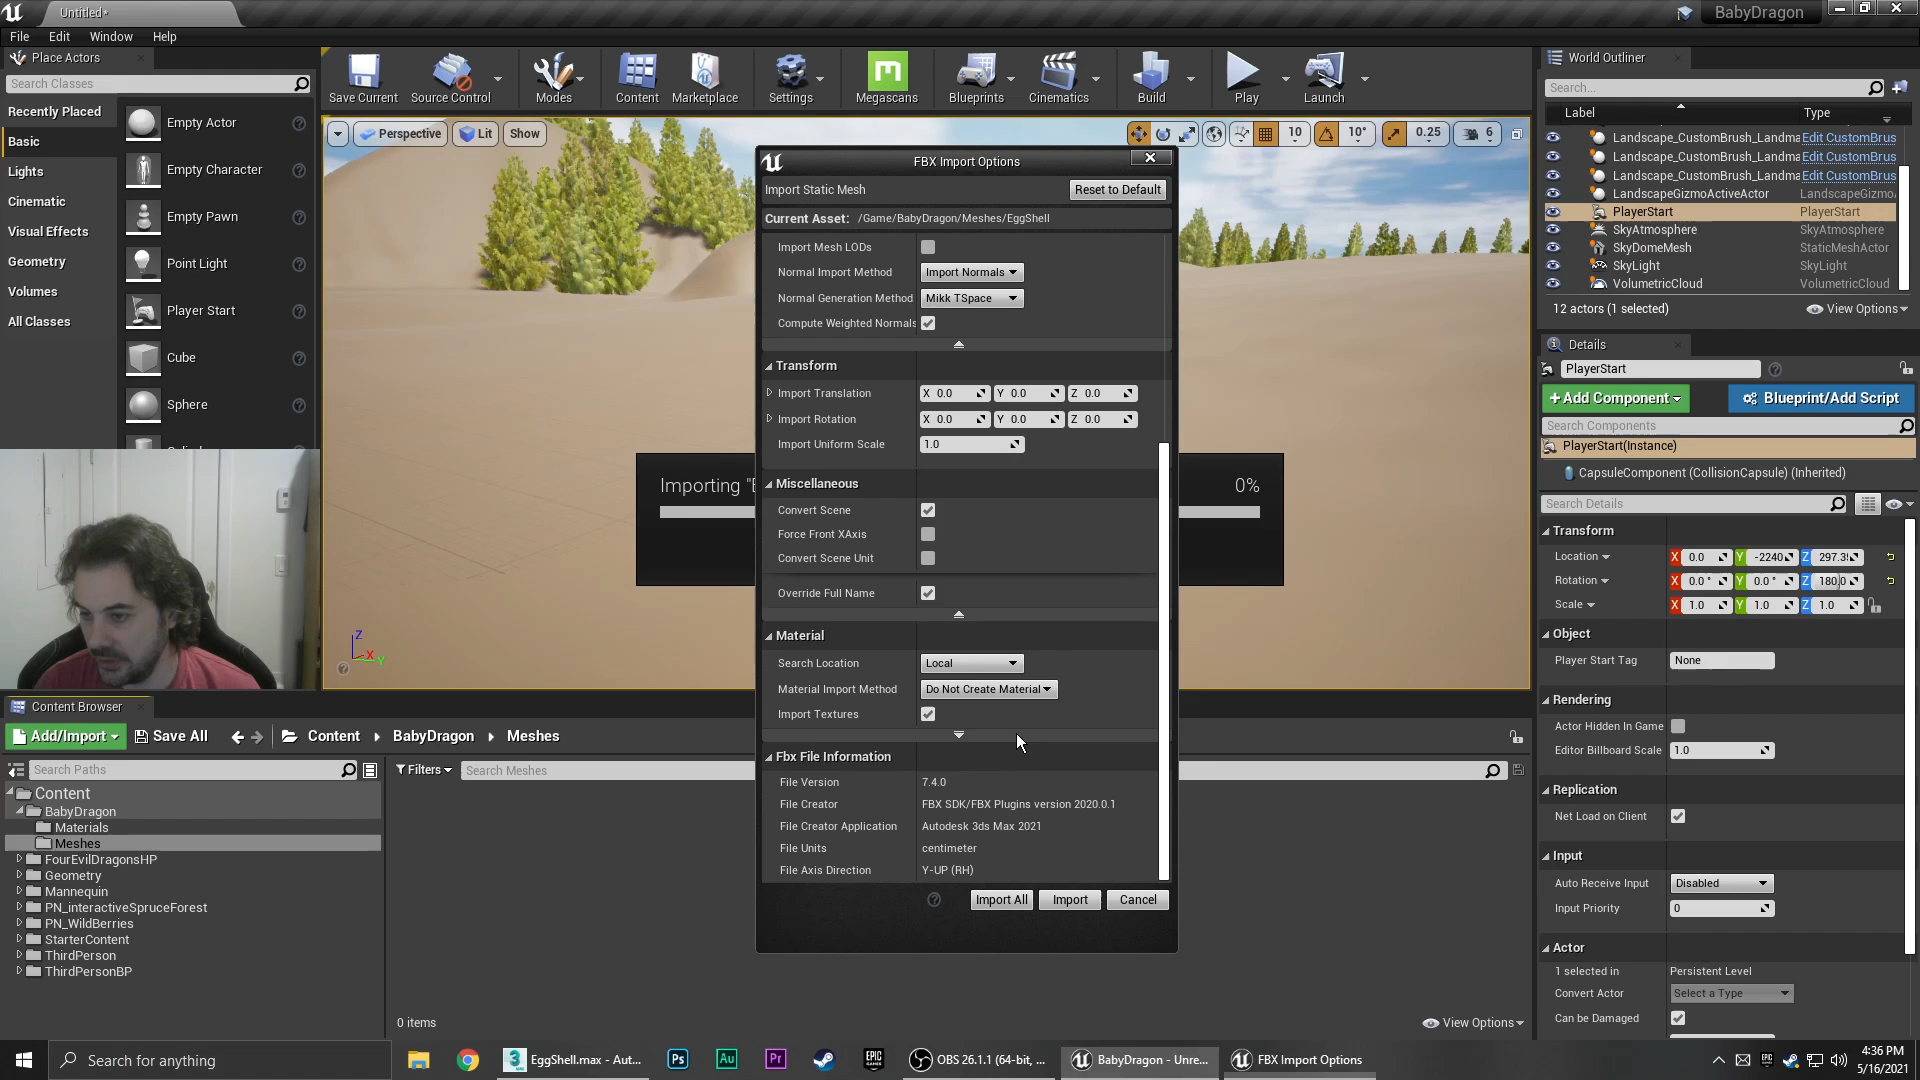 Untitled*
BabyDragon
File Edit Window Help
Place Actors
Search Classes
Recently Placed
Basic
Lights
Cinematic
Visual Effects
Geometry
Volumes
All Classes
Empty Actor
Empty Character
Empty Pawn
Point Light
Player Start
Cube
Sphere
Save Current
Source Control
Modes
Content
Marketplace
Settings
Megascans
Blueprints
Cinematics
Build
Play
Launch
Perspective
Lit
Show
10
10°
0.25
6
Importing "E
0%
FBX Import Options
Import Static Mesh
Reset to Default
Current Asset: /Game/BabyDragon/Meshes/EggShell
Import Mesh LODs
Normal Import Method Import Normals
Normal Generation Method Mikk TSpace
Compute Weighted Normals
Transform
Import Translation X 0.0 Y 0.0 Z 0.0
Import Rotation X 0.0 Y 0.0 Z 0.0
Import Uniform Scale 1.0
Miscellaneous
Convert Scene
Force Front XAxis
Convert Scene Unit
Override Full Name
Material
Search Location Local
Material Import Method Do Not Create Material
Import Textures
Fbx File Information
File Version 7.4.0
File Creator FBX SDK/FBX Plugins version 2020.0.1
File Creator Application Autodesk 3ds Max 2021
File Units centimeter
File Axis Direction Y-UP (RH)
Import All Import Cancel
Z
X
Y
World Outliner
Search...
Label Type
Landscape_CustomBrush_Landma Edit CustomBrus
Landscape_CustomBrush_Landma Edit CustomBrus
Landscape_CustomBrush_Landma Edit CustomBrus
LandscapeGizmoActiveActor LandscapeGizmo
PlayerStart PlayerStart
SkyAtmosphere SkyAtmosphere
SkyDomeMesh StaticMeshActor
SkyLight SkyLight
VolumetricCloud VolumetricCloud
12 actors (1 selected) View Options
Details
PlayerStart
+Add Component Blueprint/Add Script
Search Components
PlayerStart(Instance)
CapsuleComponent (CollisionCapsule) (Inherited)
Search Details
Transform
Location X 0.0 Y -2240 Z 297.3
Rotation X 0.0 ° Y 0.0 ° Z 180.0
Scale X 1.0 Y 1.0 Z 1.0
Object
Player Start Tag None
Rendering
Actor Hidden In Game
Editor Billboard Scale 1.0
Replication
Net Load on Client
Input
Auto Receive Input Disabled
Input Priority 0
Actor
1 selected in Persistent Level
Convert Actor Select a Type
Can be Damaged
Content Browser
Add/Import Save All Content BabyDragon Meshes
Search Paths
Filters
Search Meshes
Content
BabyDragon
Materials
Meshes
FourEvilDragonsHP
Geometry
Mannequin
PN_interactiveSpruceForest
PN_WildBerries
StarterContent
ThirdPerson
ThirdPersonBP
0 items
View Options
Search for anything
3
MAX
EggShell.max - Aut...
Ps
Au
Pr
EPIC
GAMES
OBS 26.1.1 (64-bit, ...
BabyDragon - Unre...
FBX Import Options
4:36 PM
5/16/2021